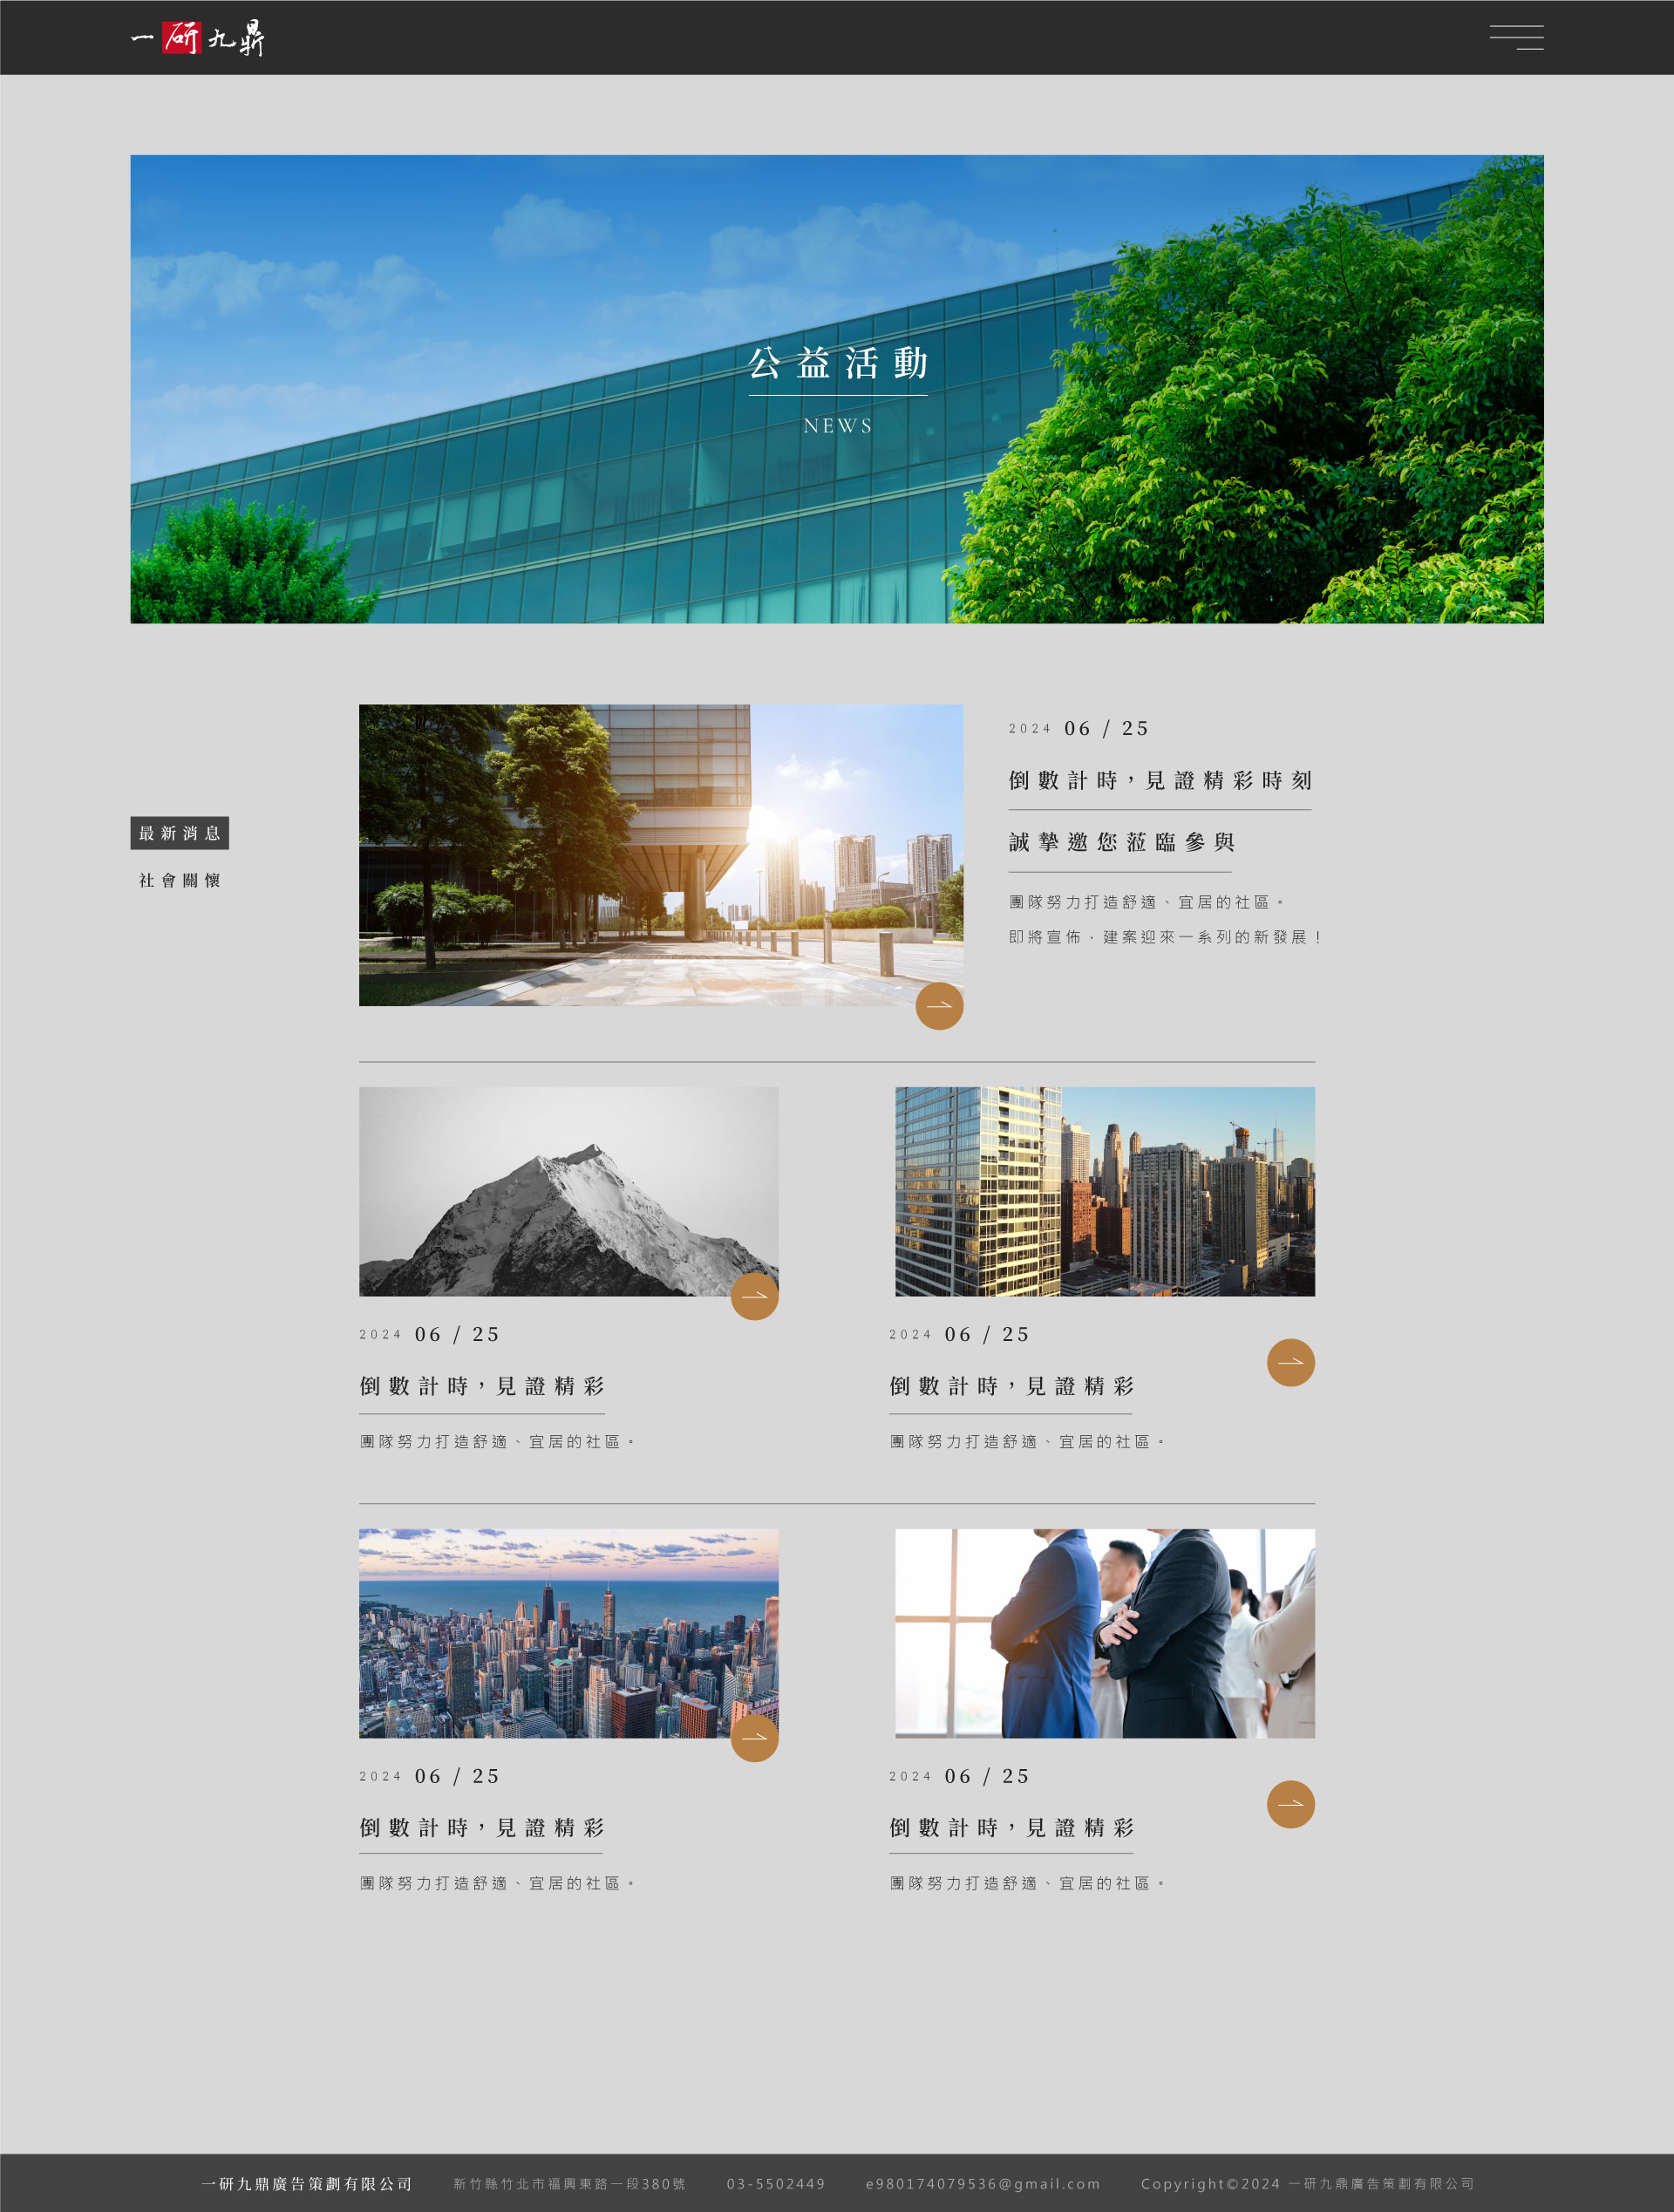 一研九鼎
公益活動
NEWS
最新消息
社會關懷
2024 06 / 25
倒數計時，見證精彩時刻
誠摯邀您蒞臨參與
團隊努力打造舒適、宜居的社區。
即將宣佈，建案迎來一系列的新發展！
2024 06 / 25
倒數計時，見證精彩
團隊努力打造舒適、宜居的社區。
2024 06 / 25
倒數計時，見證精彩
團隊努力打造舒適、宜居的社區。
2024 06 / 25
倒數計時，見證精彩
團隊努力打造舒適、宜居的社區。
2024 06 / 25
倒數計時，見證精彩
團隊努力打造舒適、宜居的社區。
一研九鼎廣告策劃有限公司 新竹縣竹北市福興東路一段380號 03-5502449 e980174079536@gmail.com Copyright©2024 一研九鼎廣告策劃有限公司